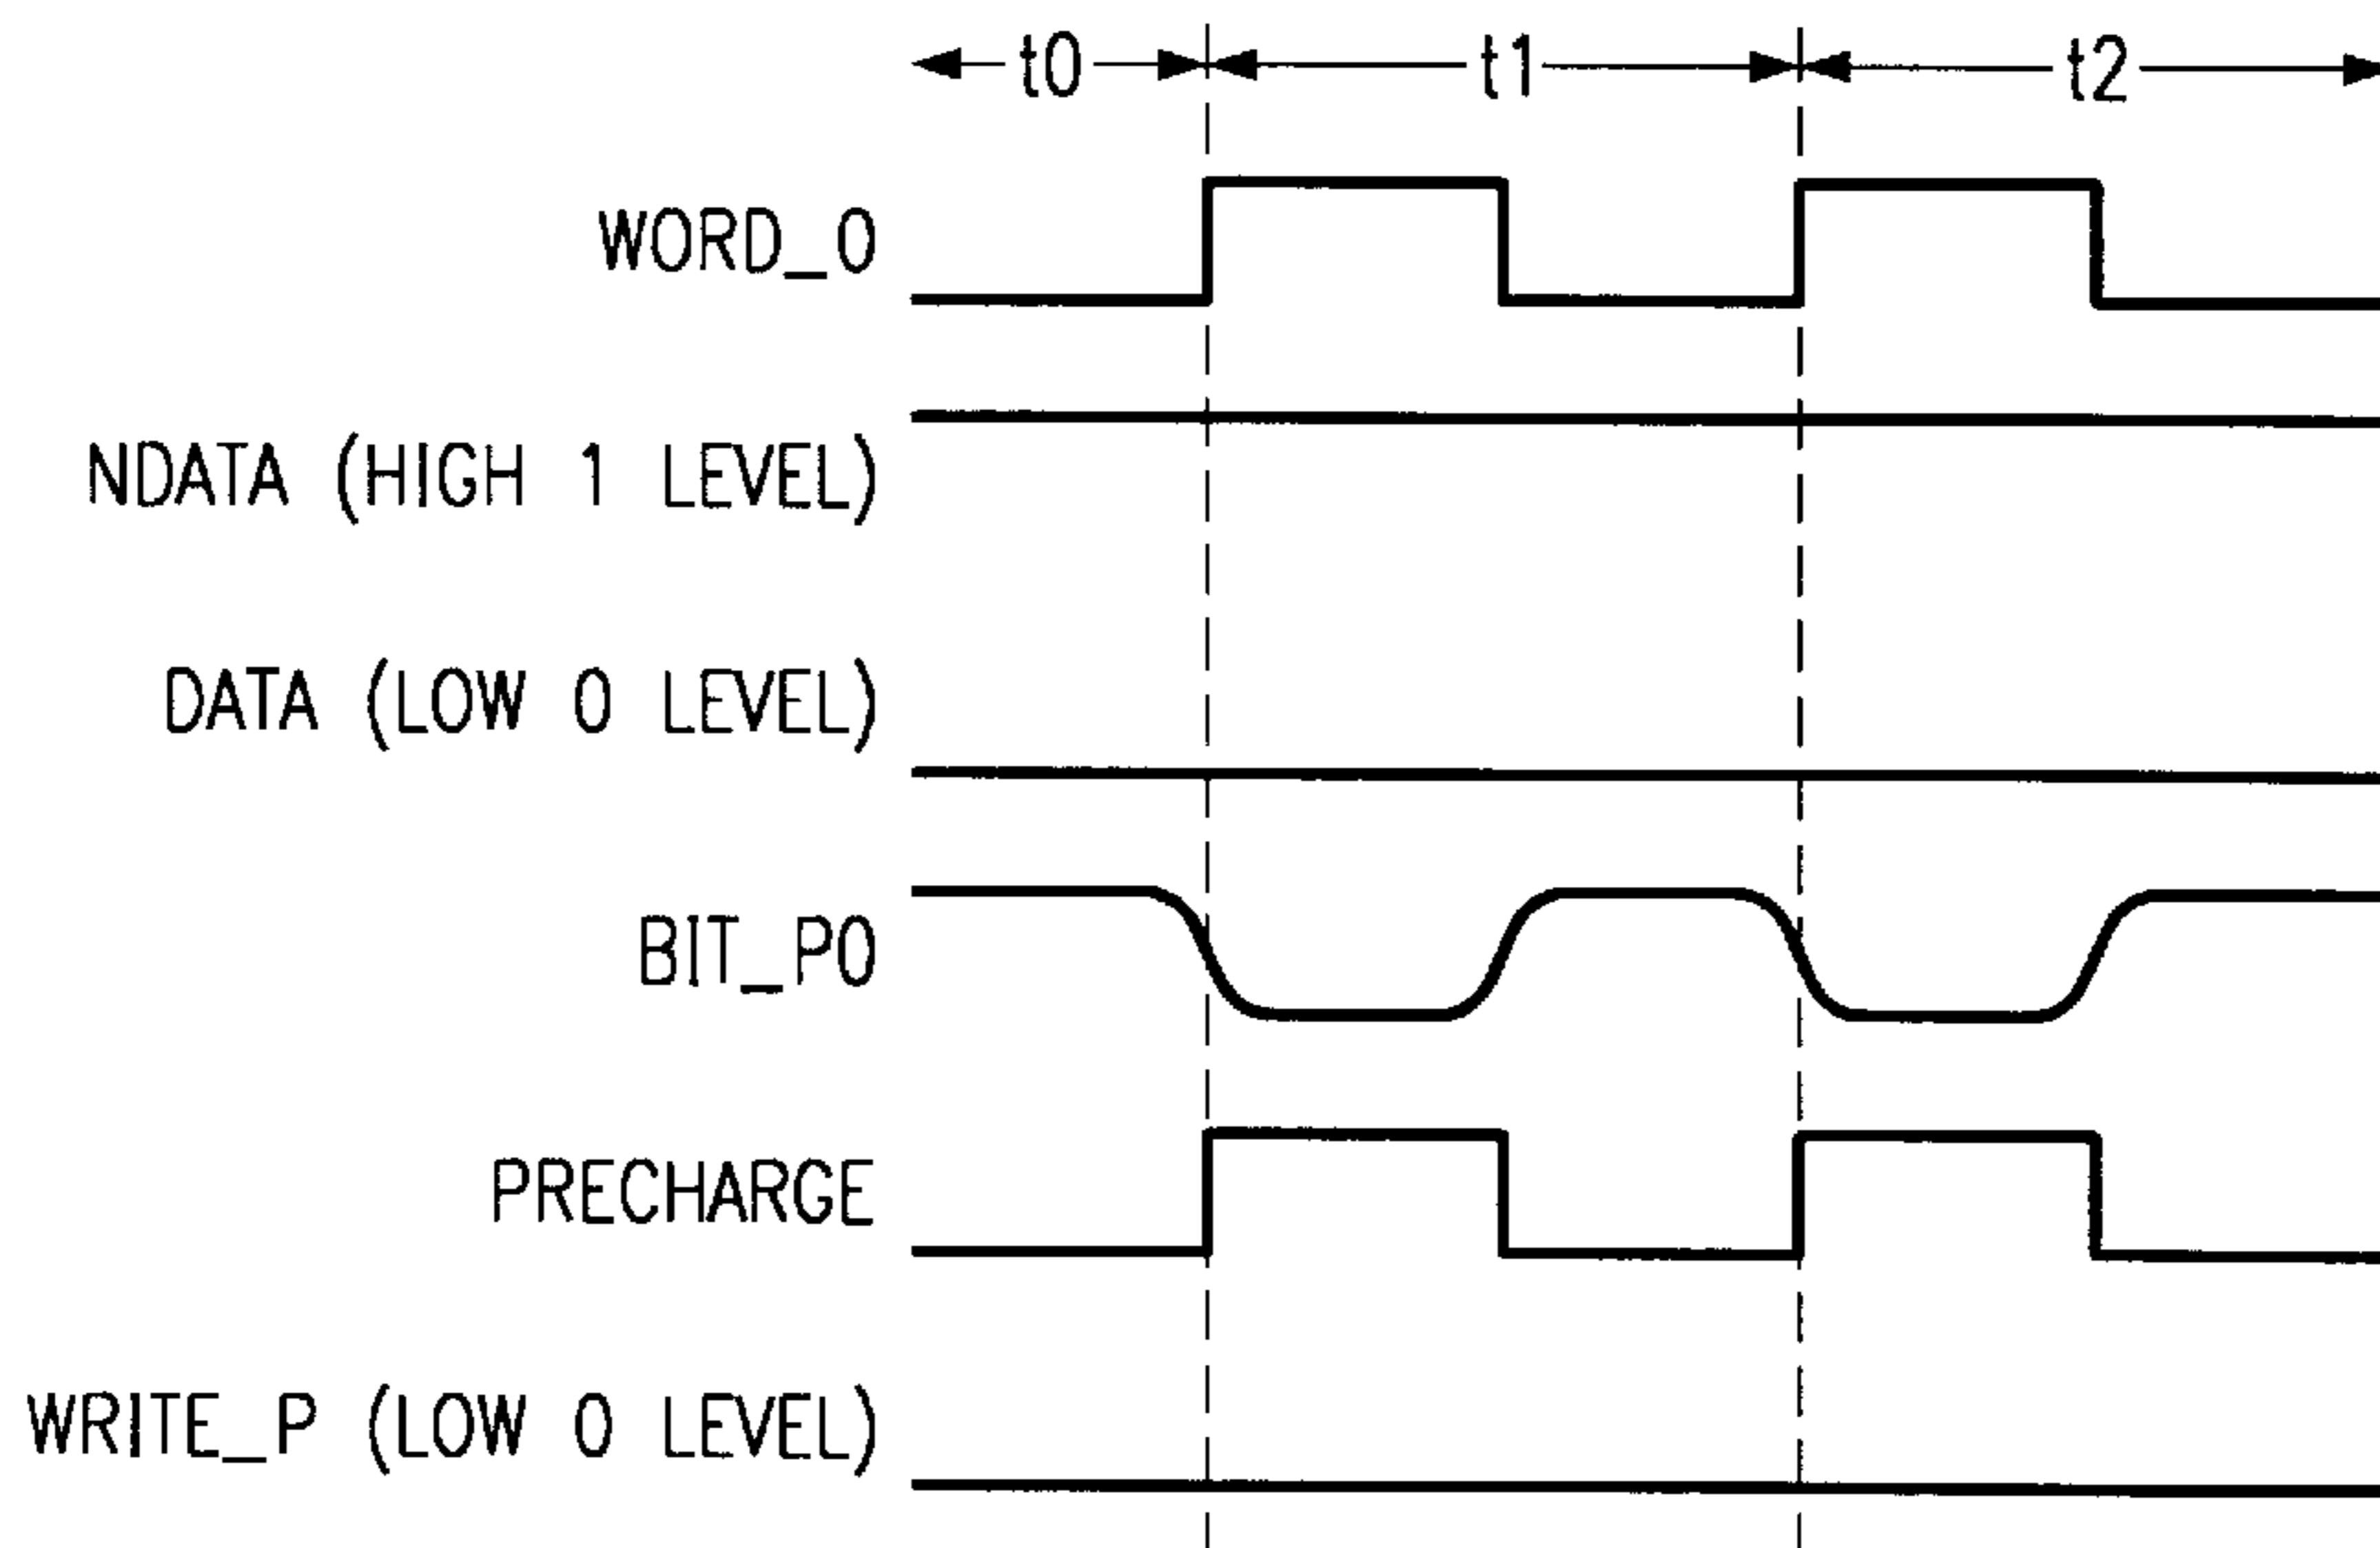 t0 t1 t2
WORD_0
NDATA (HIGH 1 LEVEL)
DATA (LOW 0 LEVEL)
BIT_P0
PRECHARGE
WRITE_P (LOW 0 LEVEL)